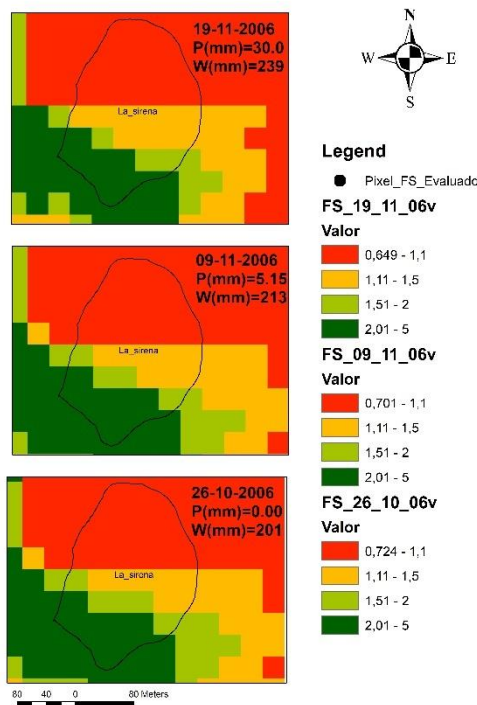 19-11-2006
P(mm)=30.0
W(mm)=239
La_sirena
09-11-2006
P(mm)=5.15
W(mm)=213
La_sirena
26-10-2006
P(mm)=0.00
W(mm)=201
La_sirena
80 40 0 80 Meters
N
W E
S
Legend
Pixel_FS_Evaluado
FS_19_11_06v
Valor
0,649 - 1,1
1,11 - 1,5
1,51 - 2
2,01 - 5
FS_09_11_06v
Valor
0,701 - 1,1
1,11 - 1,5
1,51 - 2
2,01 - 5
FS_26_10_06v
Valor
0,724 - 1,1
1,11 - 1,5
1,51 - 2
2,01 - 5